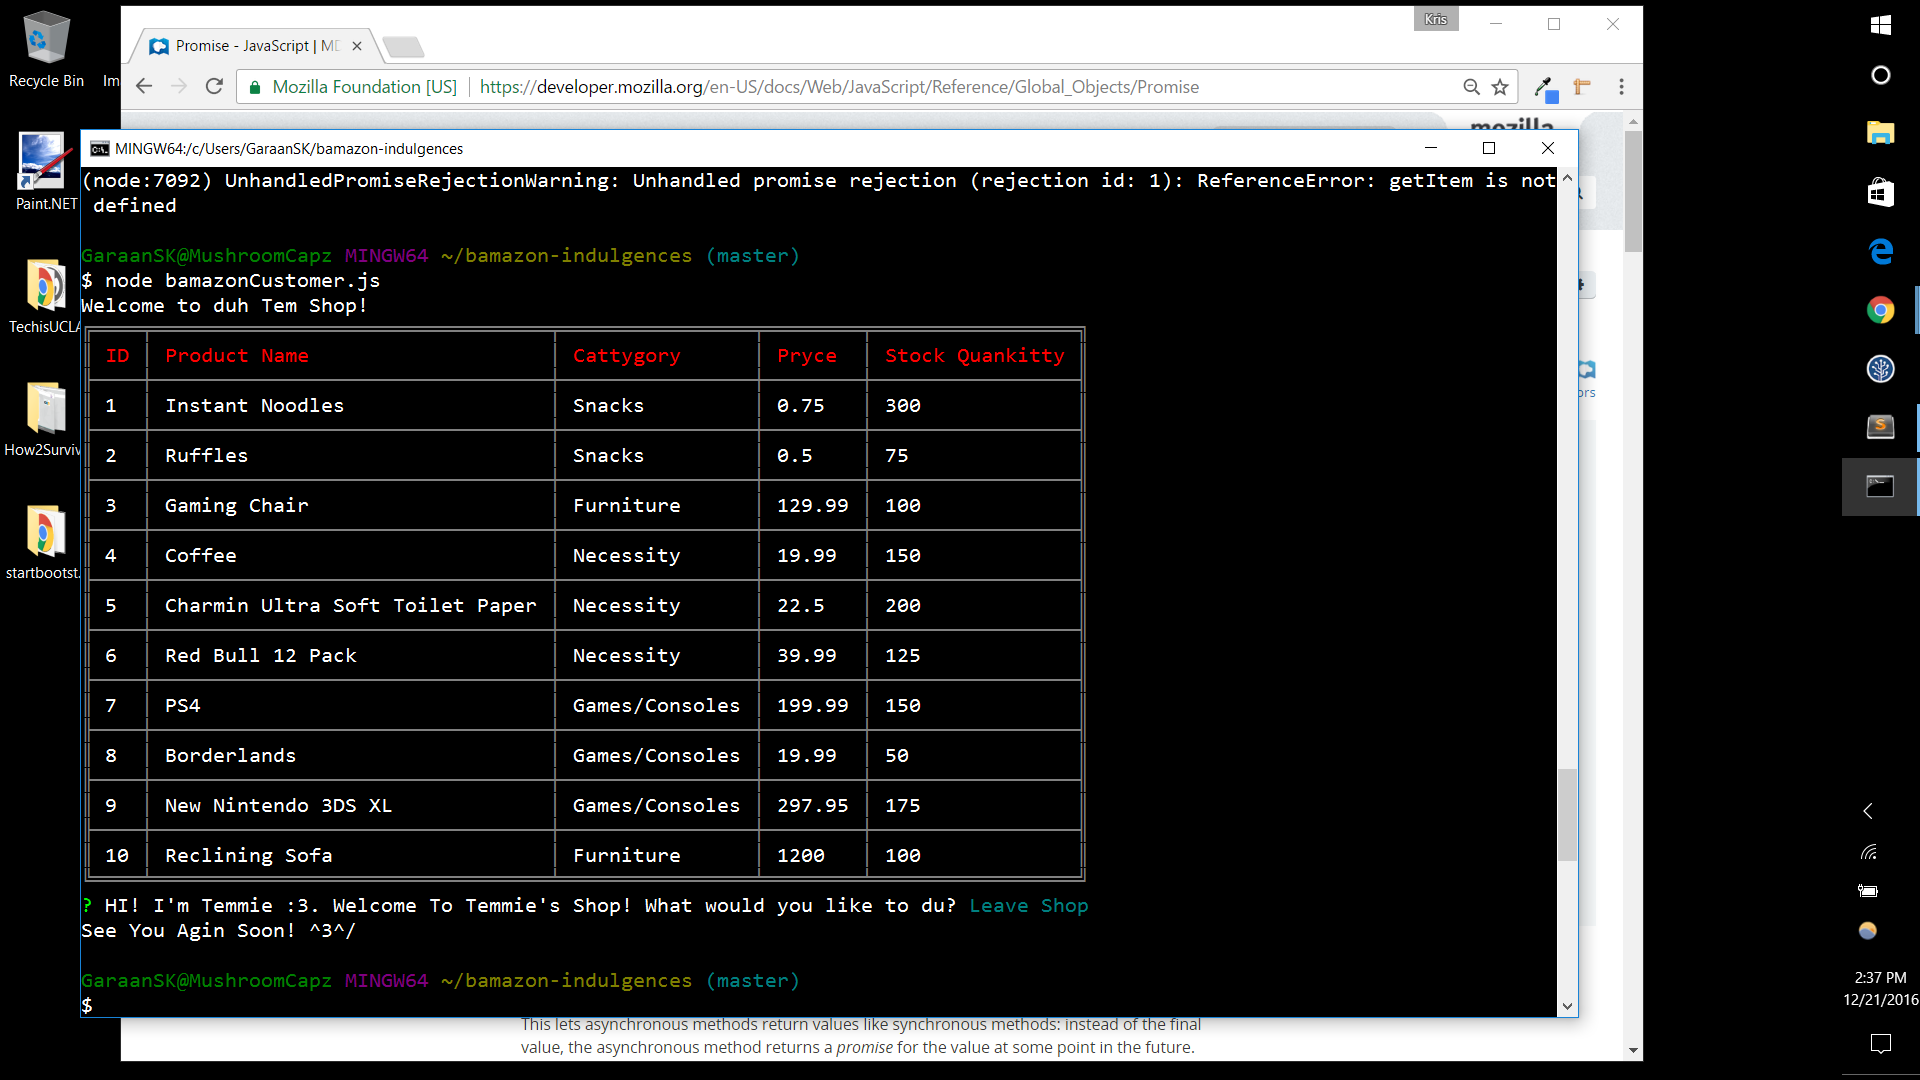 Recycle Bin
Im
Paint.NET
TechisUCLA
How2Surviv
startbootst
Kris
Promise - JavaScript | MD
Mozilla Foundation [US]
https://developer.mozilla.org/en-US/docs/Web/JavaScript/Reference/Global_Objects/Promise
mozilla
MINGW64:/c/Users/GaraanSK/bamazon-indulgences
(node:7092) UnhandledPromiseRejectionWarning: Unhandled promise rejection (rejection id: 1): ReferenceError: getItem is not
defined
GaraanSK@MushroomCapz MINGW64 ~/bamazon-indulgences (master)
$ node bamazonCustomer.js
Welcome to duh Tem Shop!
ID Product Name Cattygory Pryce Stock Quankitty
1 Instant Noodles Snacks 0.75 300
2 Ruffles Snacks 0.5 75
3 Gaming Chair Furniture 129.99 100
4 Coffee Necessity 19.99 150
5 Charmin Ultra Soft Toilet Paper Necessity 22.5 200
6 Red Bull 12 Pack Necessity 39.99 125
7 PS4 Games/Consoles 199.99 150
8 Borderlands Games/Consoles 19.99 50
9 New Nintendo 3DS XL Games/Consoles 297.95 175
10 Reclining Sofa Furniture 1200 100
? HI! I'm Temmie :3. Welcome To Temmie's Shop! What would you like to du? Leave Shop
See You Agin Soon! ^3^/
GaraanSK@MushroomCapz MINGW64 ~/bamazon-indulgences (master)
$
ors
This lets asynchronous methods return values like synchronous methods: instead of the final
value, the asynchronous method returns a promise for the value at some point in the future.
2:37 PM
12/21/2016